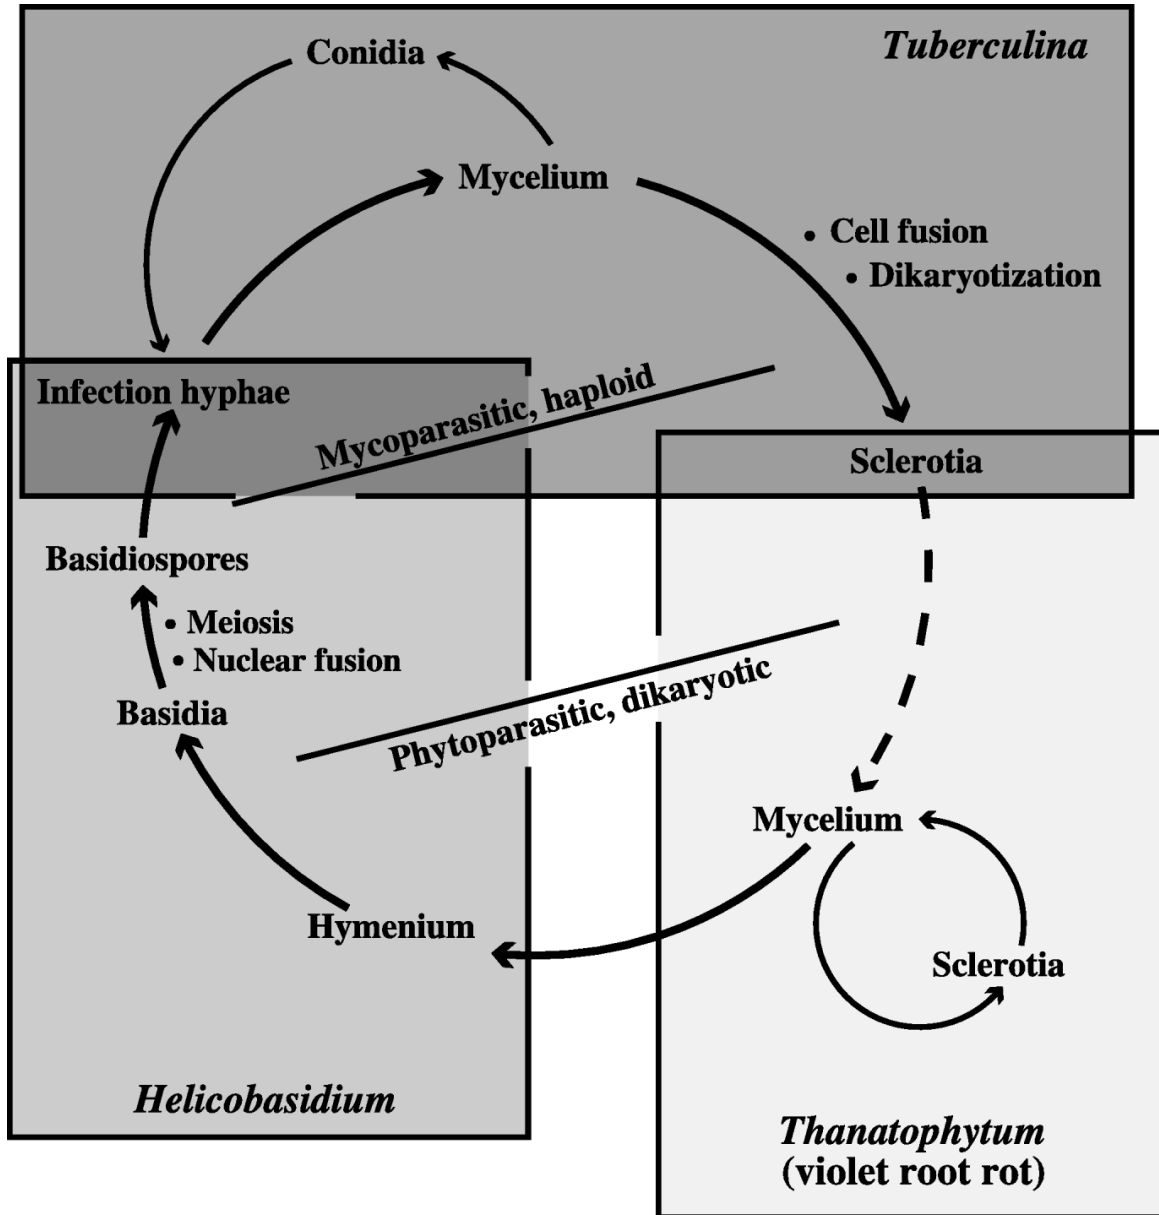 Tuberculina
Conidia
Mycelium
• Cell fusion
• Dikaryotization
Infection hyphae
Mycoparasitic, haploid
Sclerotia
Basidiospores
• Meiosis
• Nuclear fusion
Basidia
Phytoparasitic, dikaryotic
Mycelium
Hymenium
Sclerotia
Helicobasidium
Thanatophytum
(violet root rot)